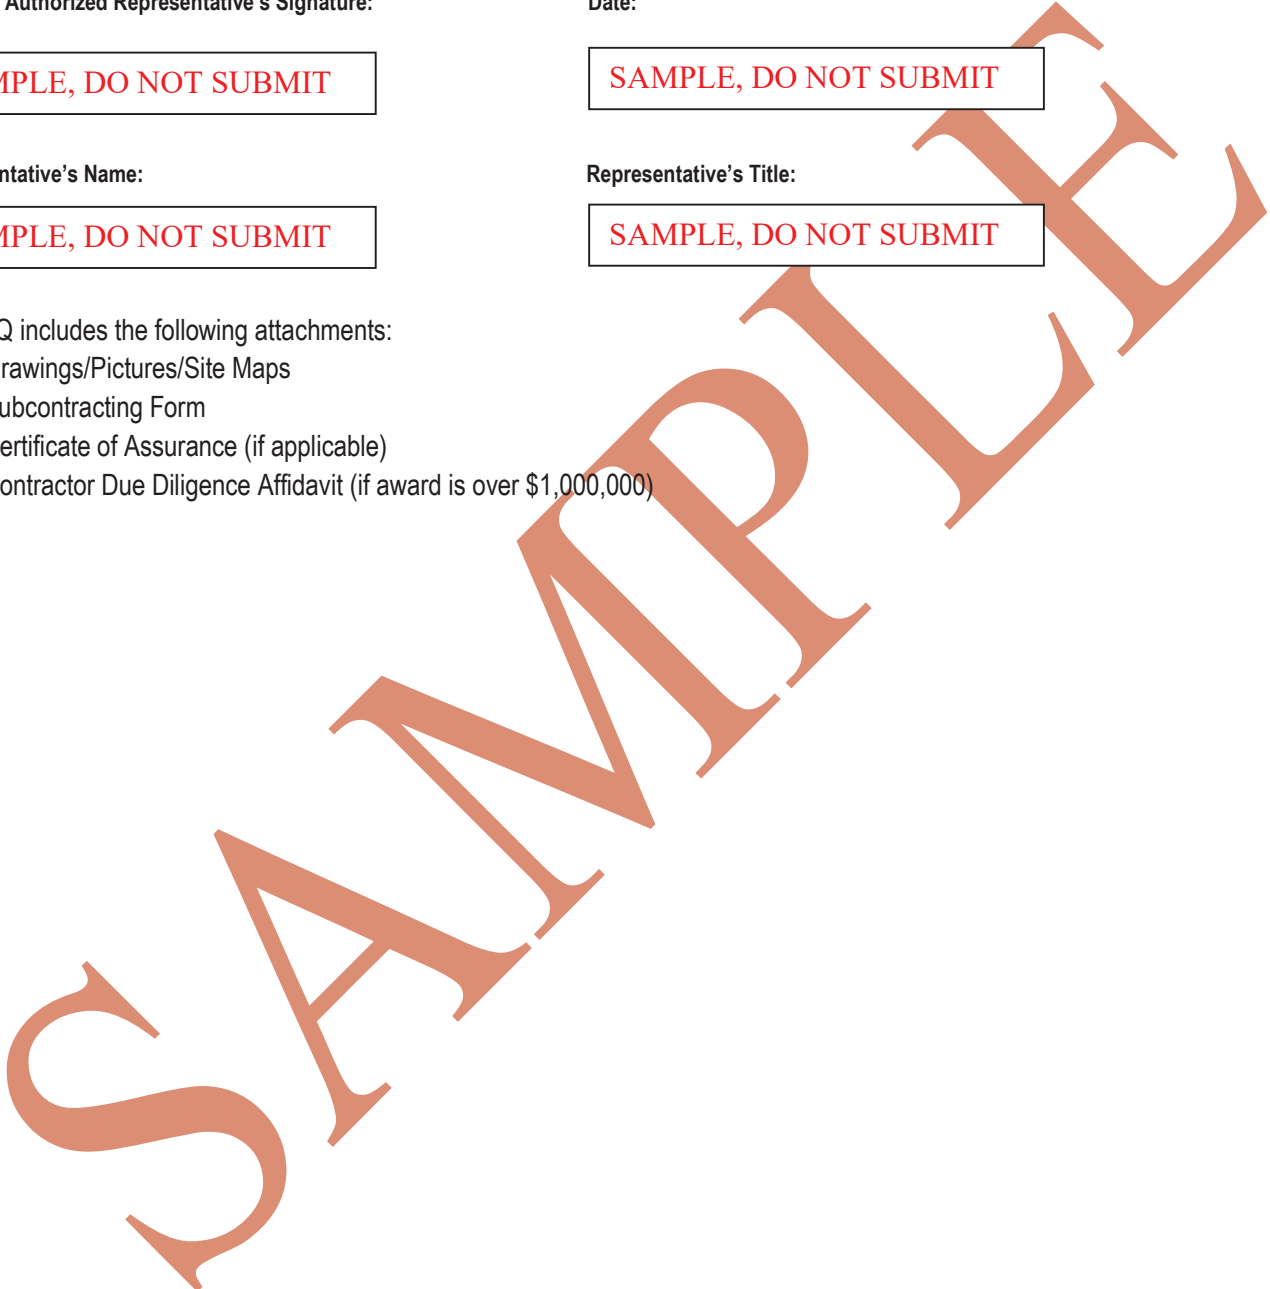 Authorized Representative's Signature: Date:
MPLE, DO NOT SUBMIT SAMPLE, DO NOT SUBMIT
ntative's Name: Representative's Title:
MPLE, DO NOT SUBMIT SAMPLE, DO NOT SUBMIT
Q includes the following attachments:
rawings/Pictures/Site Maps
ubcontracting Form
ertificate of Assurance (if applicable)
ontractor Due Diligence Affidavit (if award is over $1,000,000)
SAMPLE